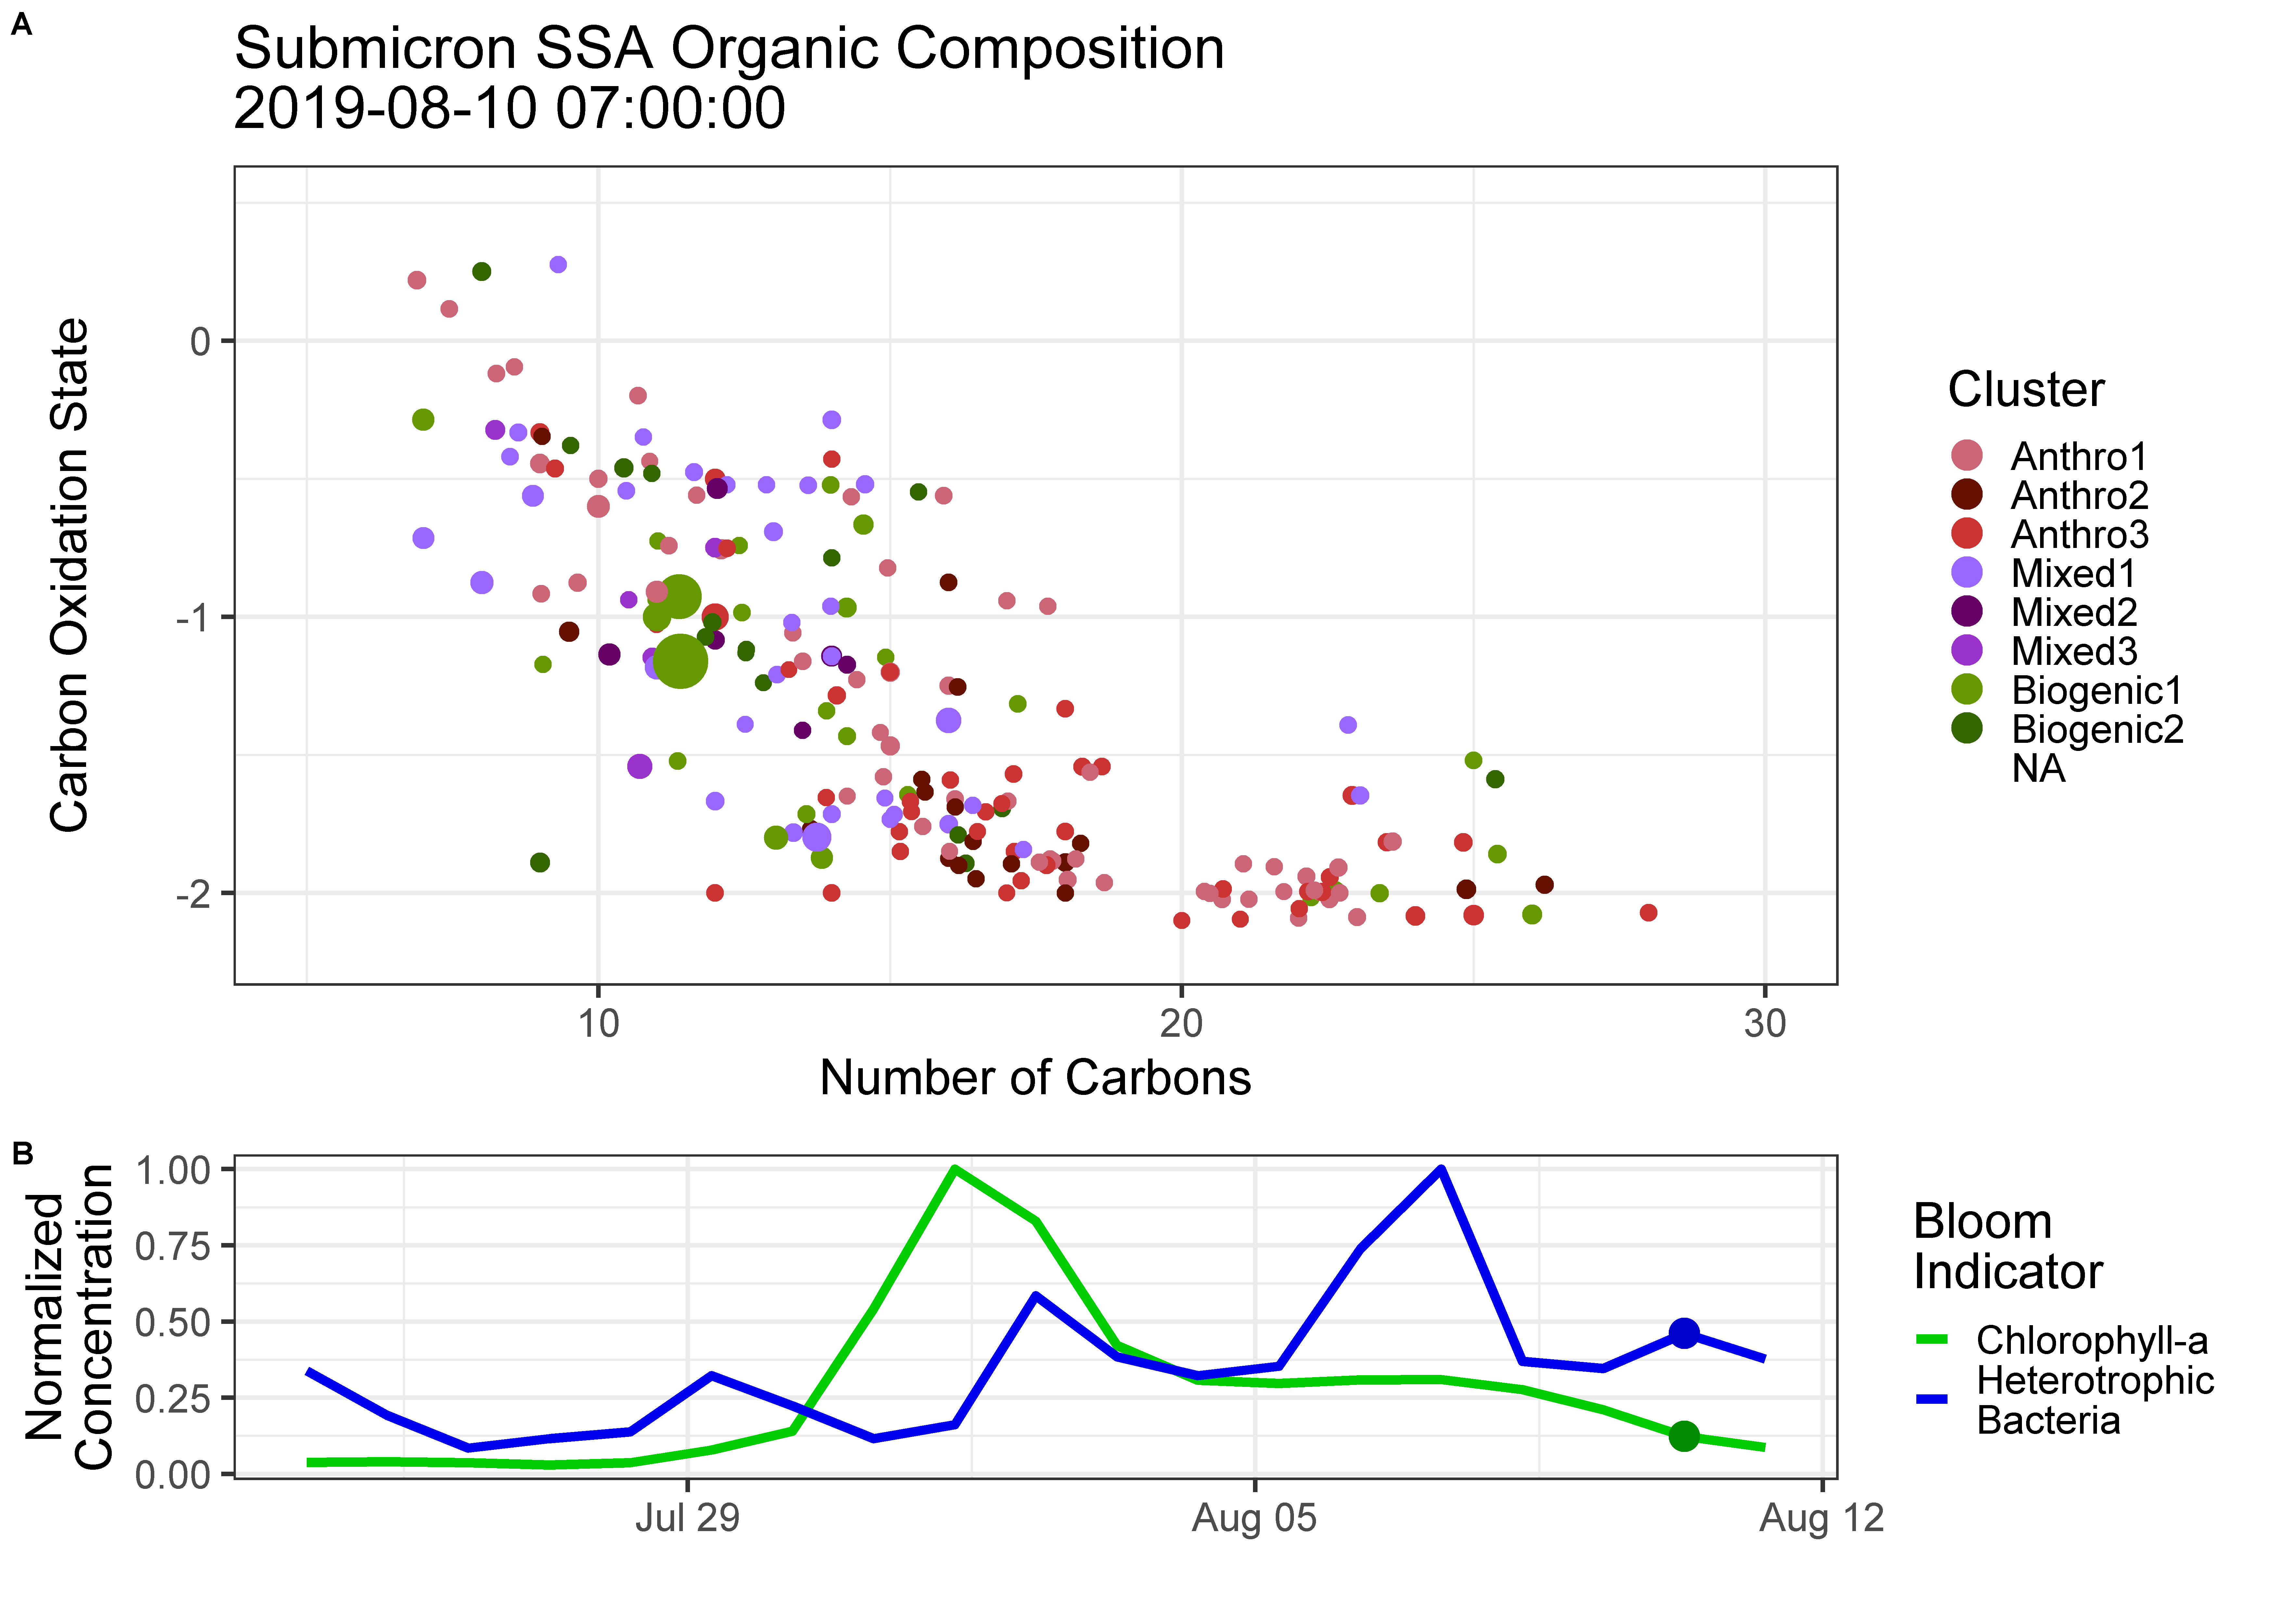 A
Submicron SSA Organic Composition
2019-08-10 07:00:00
Carbon Oxidation State
0
-1
-2
10 20 30
Number of Carbons
Cluster
Anthro1
Anthro2
Anthro3
Mixed1
Mixed2
Mixed3
Biogenic1
Biogenic2
NA
B
Normalized
Concentration
1.00
0.75
0.50
0.25
0.00
Jul 29 Aug 05 Aug 12
Bloom
Indicator
Chlorophyll-a
Heterotrophic
Bacteria